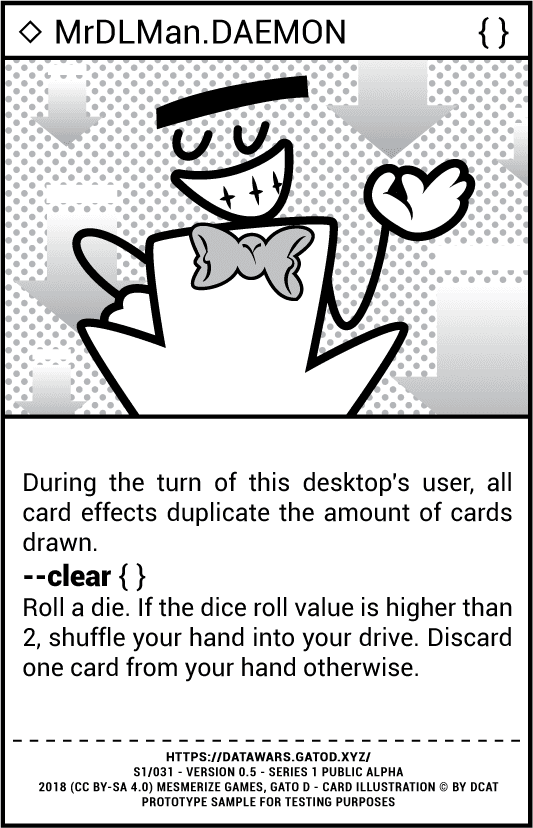 ◇ MrDLMan.DAEMON { }
During the turn of this desktop's user, all
card effects duplicate the amount of cards
drawn.
--clear { }
Roll a die. If the dice roll value is higher than
2, shuffle your hand into your drive. Discard
one card from your hand otherwise.
HTTPS://DATAWARS.GATOD.XYZ/
S1/031 - VERSION 0.5 - SERIES 1 PUBLIC ALPHA
2018 (CC BY-SA 4.0) MESMERIZE GAMES, GATO D - CARD ILLUSTRATION © BY DCAT
PROTOTYPE SAMPLE FOR TESTING PURPOSES